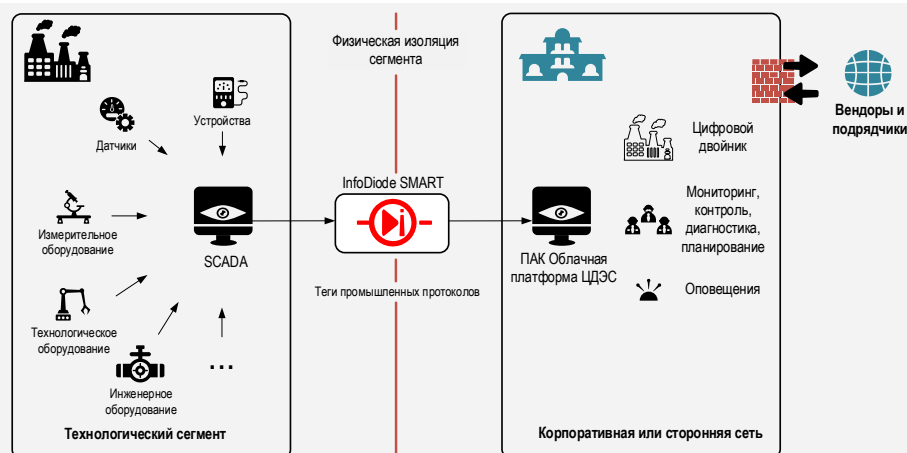 Физическая изоляция
сегмента
Датчики
Устройства
Измерительное
оборудование
SCADA
Технологическое
оборудование
Инженерное
оборудование
...
Технологический сегмент
InfoDiode SMART
Теги промышленных протоколов
ПАК Облачная
платформа ЦДЭС
Цифровой
двойник
Мониторинг,
контроль,
диагностика,
планирование
Оповещения
Корпоративная или сторонняя сеть
Вендоры и
подрядчики